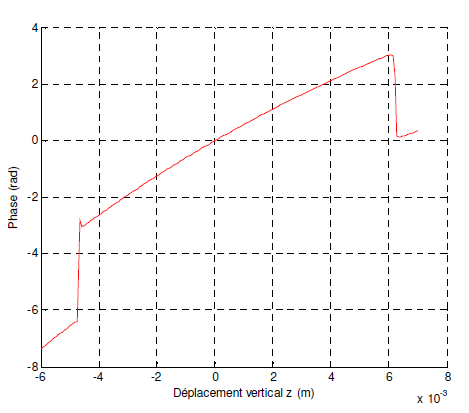 4
2
0
-2
-4
-6
-8
-6 -4 -2 0 2 4 6 8
Phase (rad)
Déplacement vertical z (m)
x 10^-3